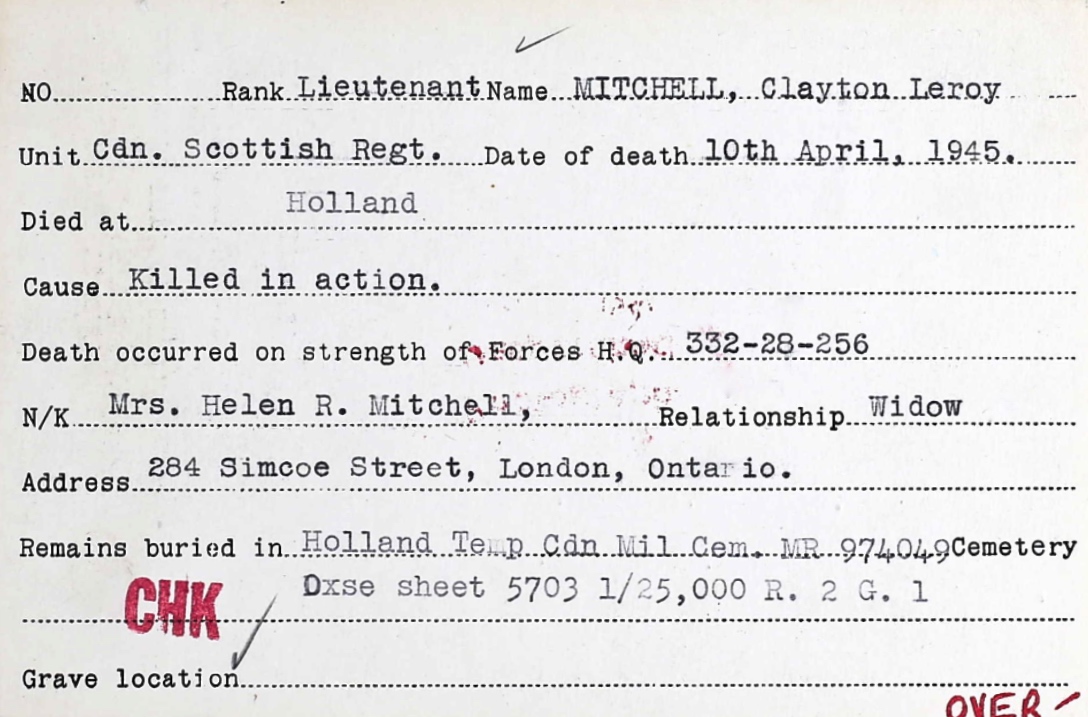 NO Rank Lieutenant Name MITCHELL, Clayton Leroy
Unit Cdn. Scottish Regt. Date of death 10th April, 1945.
Died at Holland
Cause Killed in action.
Death occurred on strength of Forces H.Q. 332-28-256
N/K Mrs. Helen R. Mitchell, Relationship Widow
Address 284 Simcoe Street, London, Ontario.
Remains buried in Holland Temp Cdn Mil Cem. MR 974049 Cemetery
Dxse sheet 5703 1/25,000 R. 2 G. 1
CHK
Grave location
OVER